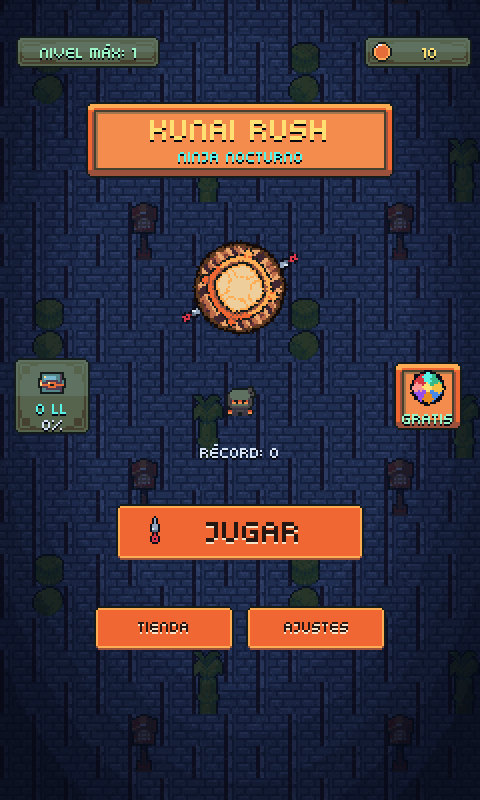 NIVEL MÁX: 1
10
KUNAI RUSH
NINJA NOCTURNO
0 LL
0%
GRATIS
RÉCORD: 0
JUGAR
TIENDA
AJUSTES